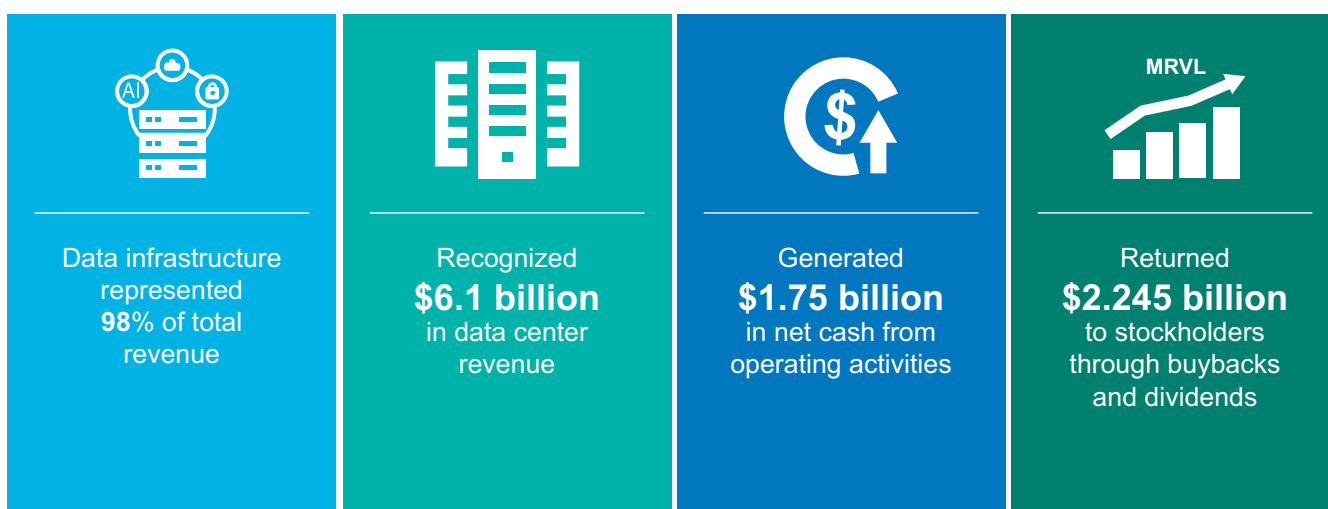 AI
Data infrastructure
represented
98% of total
revenue
Recognized
$6.1 billion
in data center
revenue
$
Generated
$1.75 billion
in net cash from
operating activities
MRVL
Returned
$2.245 billion
to stockholders
through buybacks
and dividends